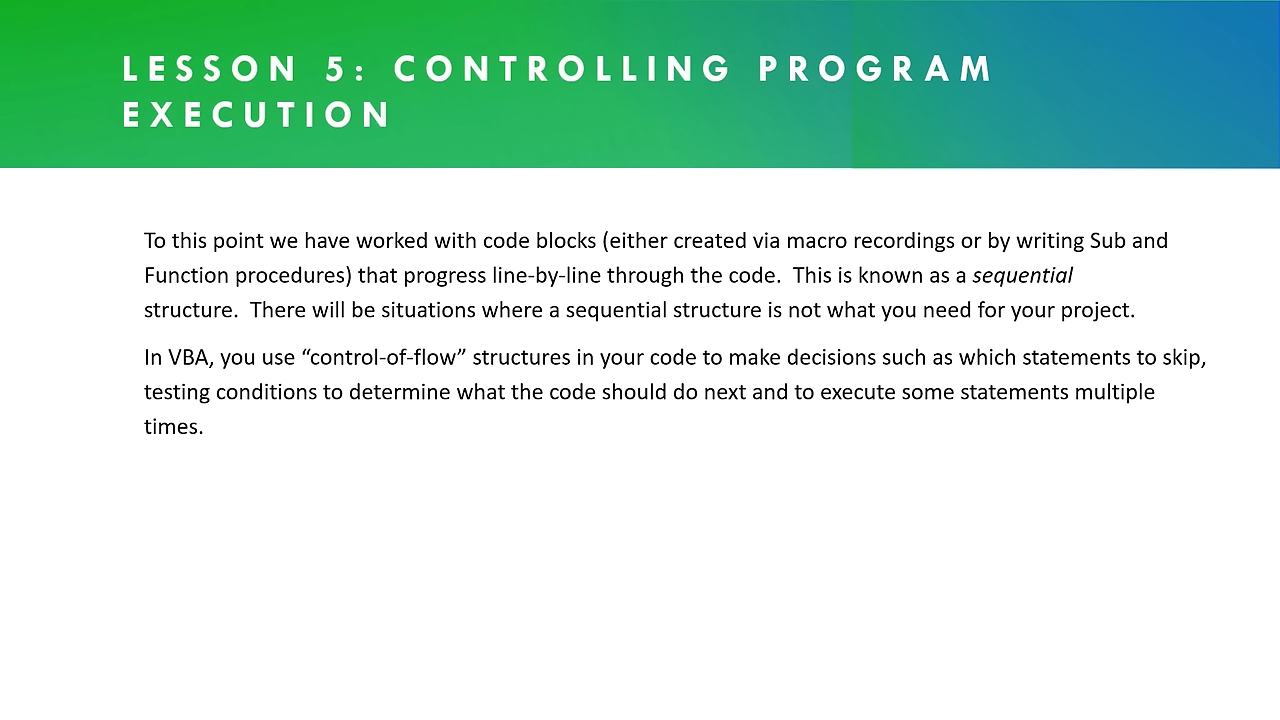 LESSON 5: CONTROLLING PROGRAM
EXECUTION
To this point we have worked with code blocks (either created via macro recordings or by writing Sub and
Function procedures) that progress line-by-line through the code.  This is known as a sequential
structure.  There will be situations where a sequential structure is not what you need for your project.
In VBA, you use “control-of-flow” structures in your code to make decisions such as which statements to skip,
testing conditions to determine what the code should do next and to execute some statements multiple
times.